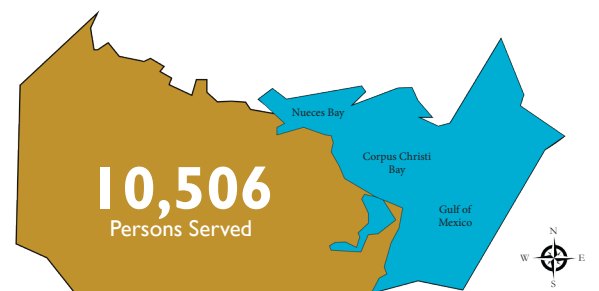 Nueces Bay
Corpus Christi
Bay
10,506
Persons Served
Gulf of
Mexico
N
W
E
S